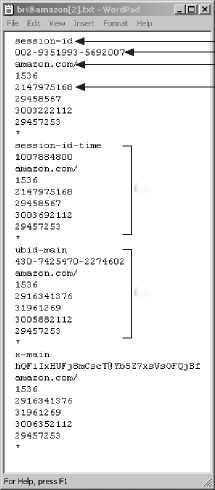 bri@amazon[2].txt - WordPad
File Edit View Insert Format Help
session-id
002-9351993-5692007
amazon.com/
1536
2147975168
29458567
3003222112
29457253
*
session-id-time
1007884800
amazon.com/
1536
2147975168
29458567
3003692112
29457253
*
ubid-main
430-7425470-2274602
amazon.com/
1536
2916341376
31961269
3005882112
29457253
*
x-main
amazon.com/
1536
2916341376
31961269
3006352112
29457253
*
For Help, press F1